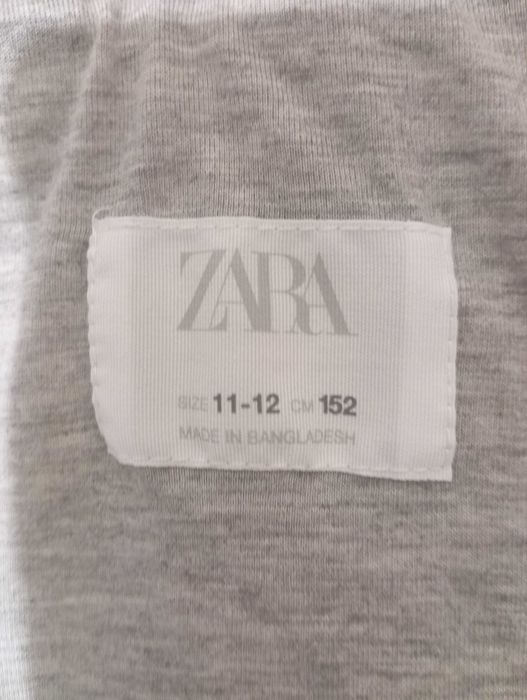 ZARA
SIZE 11-12 CM 152
MADE IN BANGLADESH